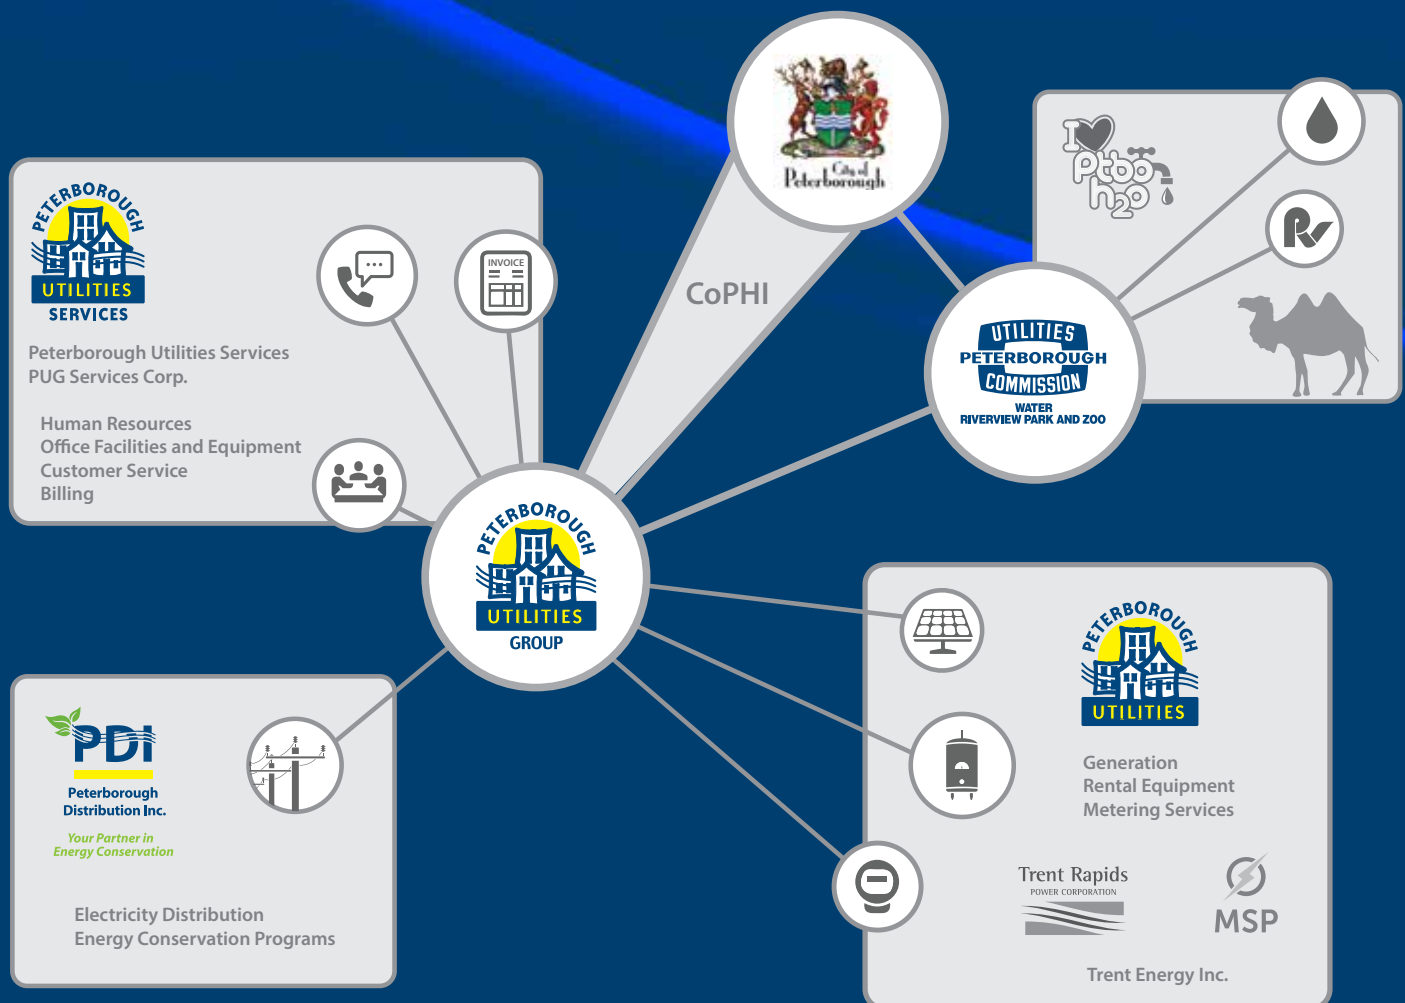 City of
Peterborough
CoPHI
I
Ptbo
h2o
RV
UTILITIES
PETERBOROUGH
COMMISSION
WATER
RIVERVIEW PARK AND ZOO
PETERBOROUGH
UTILITIES
SERVICES
INVOICE
Peterborough Utilities Services
PUG Services Corp.
Human Resources
Office Facilities and Equipment
Customer Service
Billing
PETERBOROUGH
UTILITIES
GROUP
PDI
Peterborough
Distribution Inc.
Your Partner in
Energy Conservation
Electricity Distribution
Energy Conservation Programs
PETERBOROUGH
UTILITIES
Generation
Rental Equipment
Metering Services
Trent Rapids
POWER CORPORATION
MSP
Trent Energy Inc.